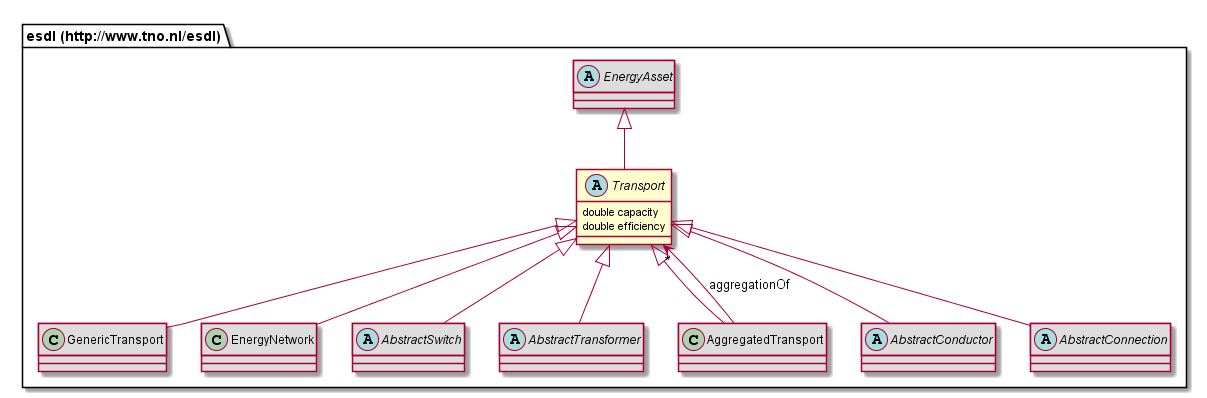 esdl (http://www.tno.nl/esdl)
A EnergyAsset
A Transport
double capacity
double efficiency
aggregationOf
C GenericTransport
C EnergyNetwork
A AbstractSwitch
A AbstractTransformer
C AggregatedTransport
A AbstractConductor
A AbstractConnection